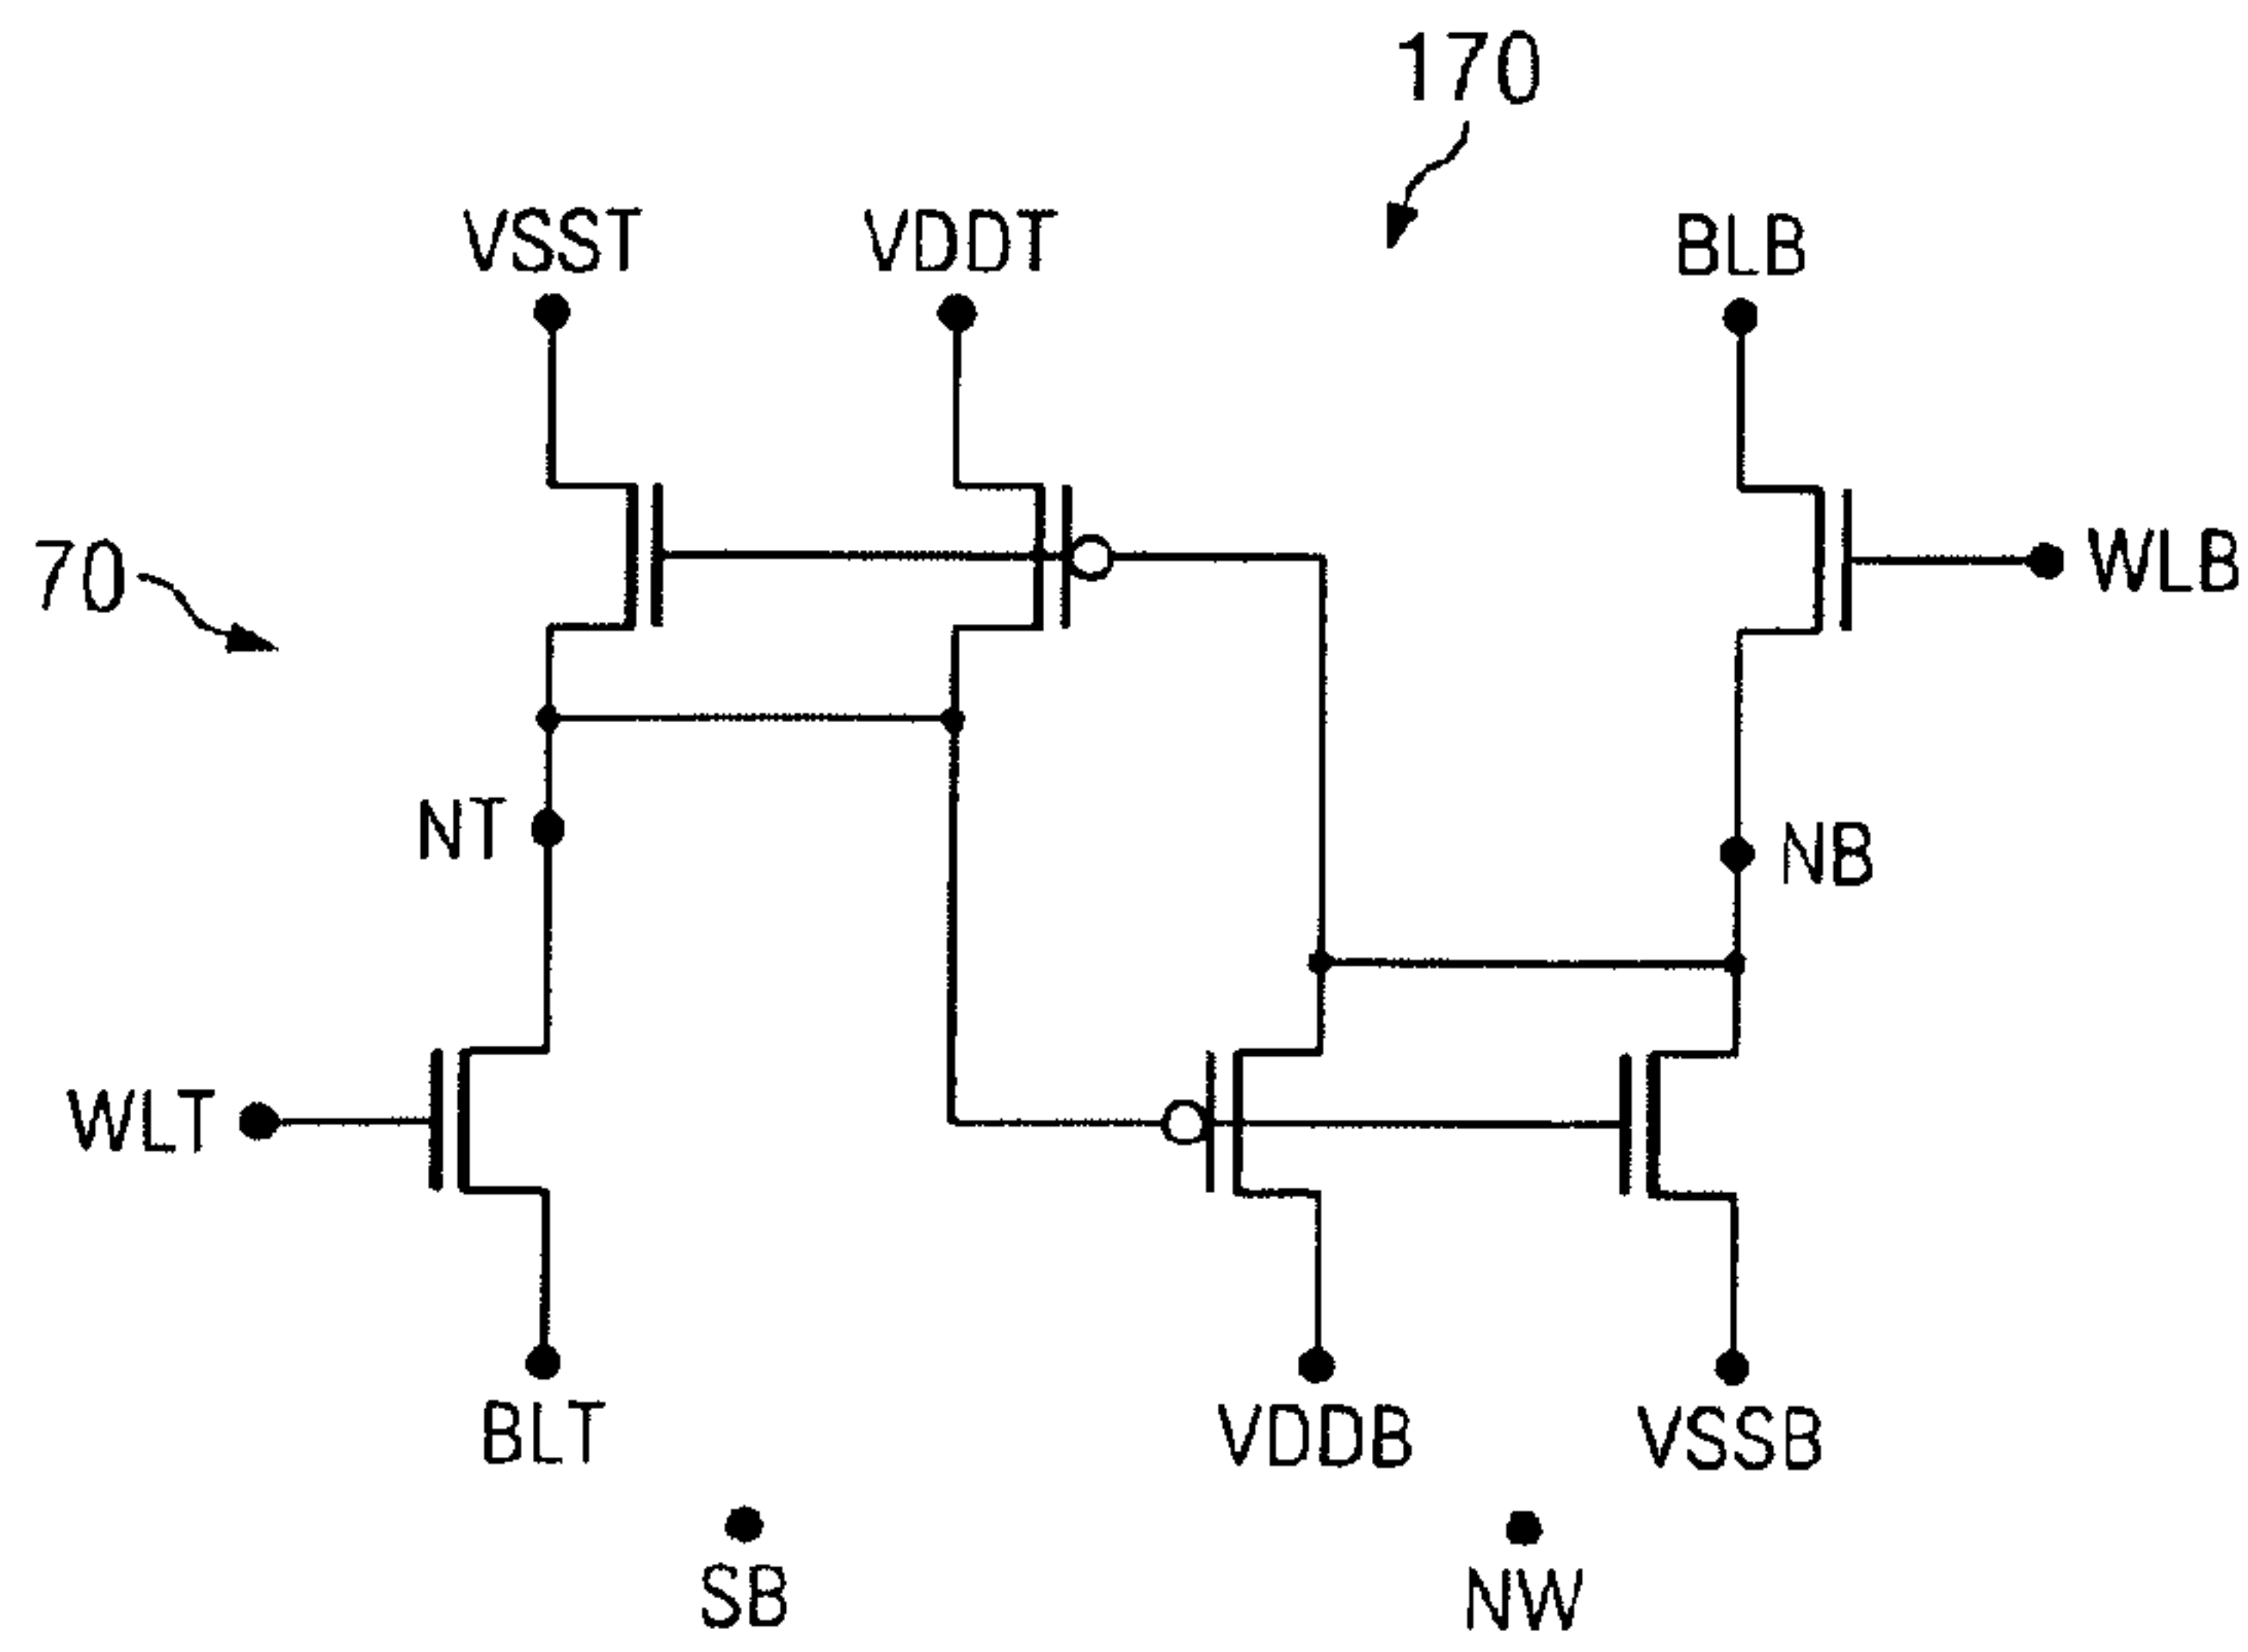 170
VSST
VDDT
BLB
70
WLB
NT
NB
WLT
BLT
VDDB
VSSB
SB
NW